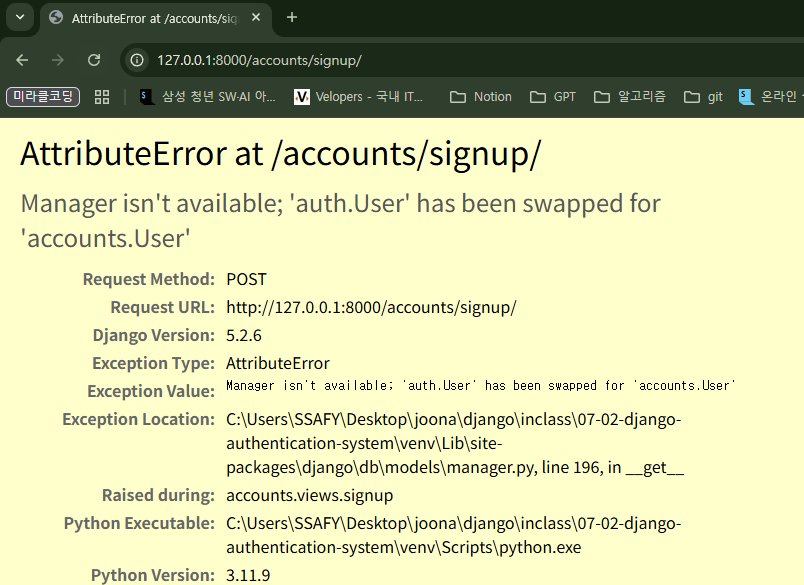 AttributeError at /accounts/sig
127.0.0.1:8000/accounts/signup/
미라클코딩 삼성 청년 SW·AI 아... Velopers - 국내 IT... Notion GPT 알고리즘 git 온라인
AttributeError at /accounts/signup/
Manager isn't available; 'auth.User' has been swapped for
'accounts.User'
Request Method: POST
Request URL: http://127.0.0.1:8000/accounts/signup/
Django Version: 5.2.6
Exception Type: AttributeError
Exception Value: Manager isn't available; 'auth.User' has been swapped for 'accounts.User'
Exception Location: C:\Users\SSAFY\Desktop\joona\django\inclass\07-02-django-
authentication-system\venv\Lib\site-
packages\django\db\models\manager.py, line 196, in __get__
Raised during: accounts.views.signup
Python Executable: C:\Users\SSAFY\Desktop\joona\django\inclass\07-02-django-
authentication-system\venv\Scripts\python.exe
Python Version: 3.11.9